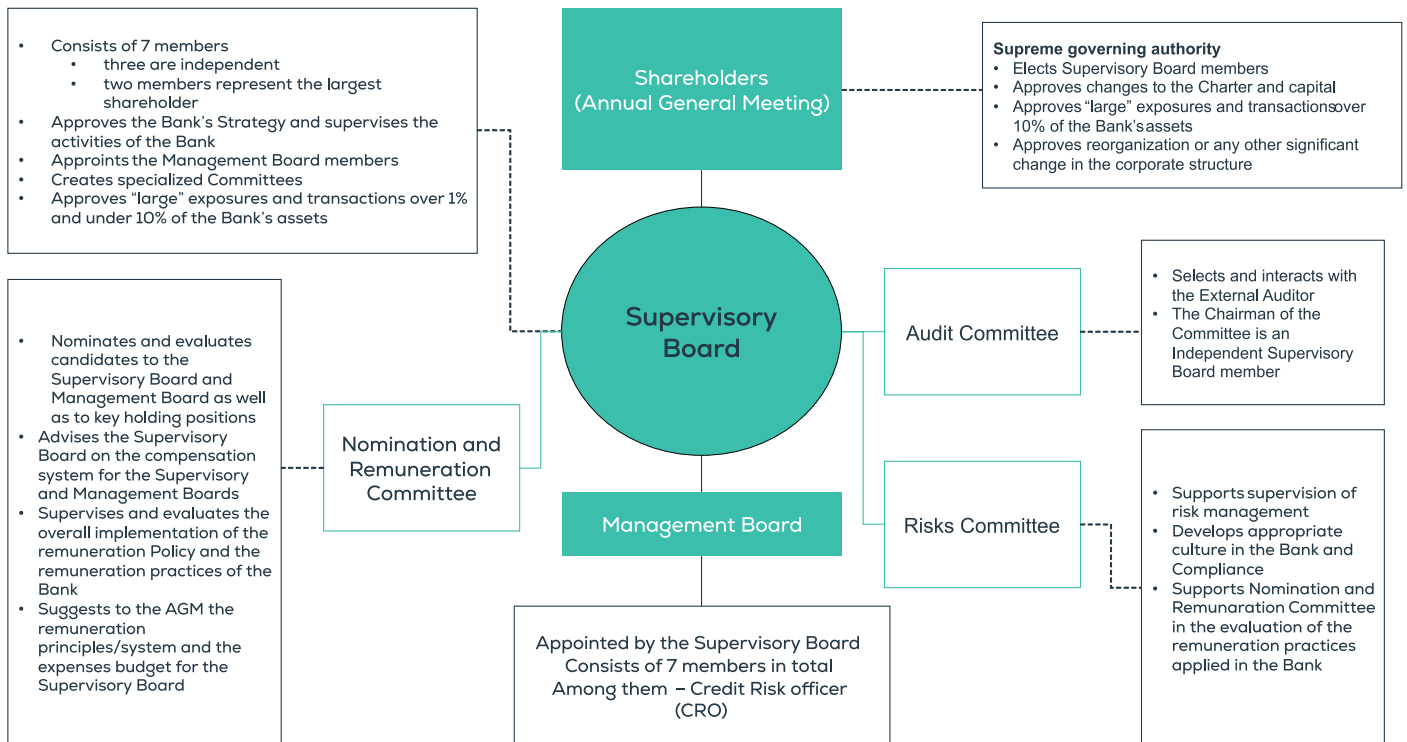 • Consists of 7 members
• three are independent
• two members represent the largest
shareholder
• Approves the Bank's Strategy and supervises the
activities of the Bank
• Approints the Management Board members
• Creates specialized Committees
• Approves "large" exposures and transactions over 1%
and under 10% of the Bank's assets
Shareholders
(Annual General Meeting)
Supreme governing authority
• Elects Supervisory Board members
• Approves changes to the Charter and capital
• Approves "large" exposures and transactionsover
10% of the Bank'sassets
• Approves reorganization or any other significant
change in the corporate structure
Supervisory
Board
• Nominates and evaluates
candidates to the
Supervisory Board and
Management Board as well
as to key holding positions
• Advises the Supervisory
Board on the compensation
system for the Supervisory
and Management Boards
• Supervises and evaluates the
overall implementation of the
remuneration Policy and the
remuneration practices of the
Bank
• Suggests to the AGM the
remuneration
principles/system and the
expenses budget for the
Supervisory Board
Nomination and
Remuneration
Committee
Audit Committee
• Selects and interacts with
the External Auditor
• The Chairman of the
Committee is an
Independent Supervisory
Board member
Management Board
Risks Committee
• Supports supervision of
risk management
• Develops appropriate
culture in the Bank and
Compliance
• Supports Nomination and
Remunaration Committee
in the evaluation of the
remuneration practices
applied in the Bank
Appointed by the Supervisory Board
Consists of 7 members in total
Among them – Credit Risk officer
(CRO)